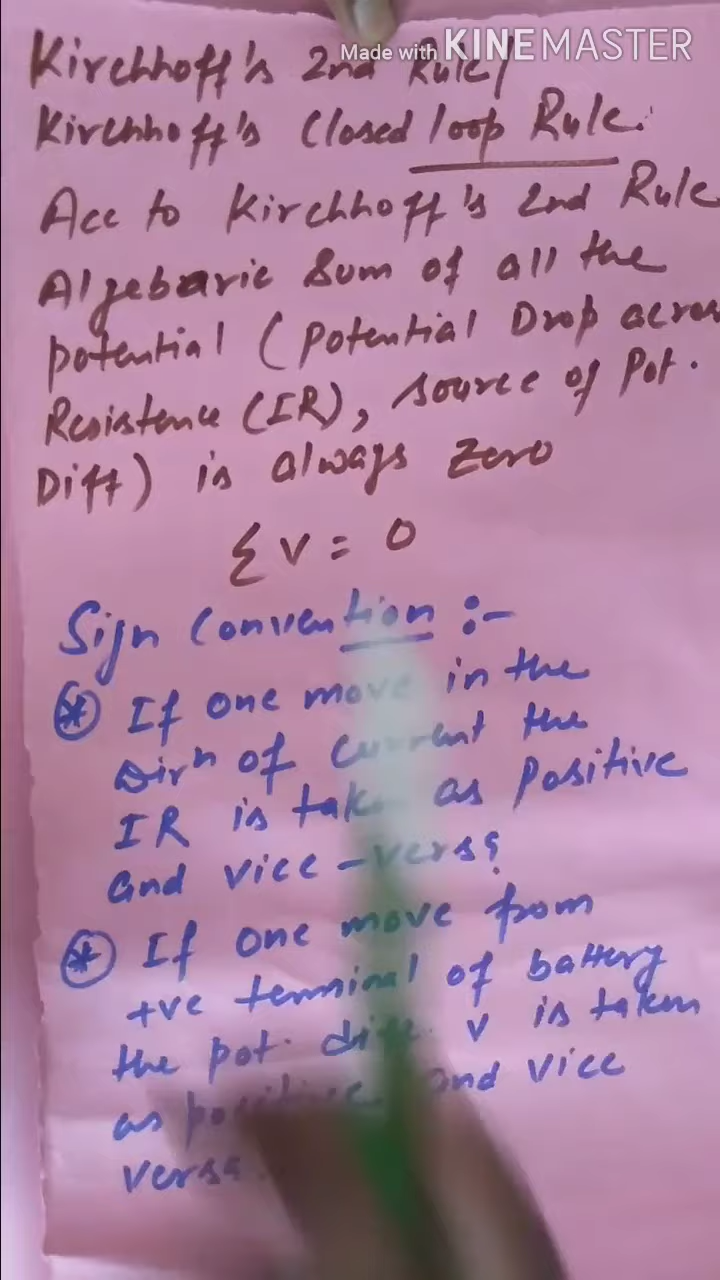 Made with KINEMASTER
Kirchhoff's 2nd Rule/
Kirchhoff's Closed loop Rule.
Acc to Kirchhoff's 2nd Rule
Algebaric Sum of all the
potential (Potential Drop across
Resistence (IR), source of Pot.
Diff) is always Zero
ΣV = 0
Sign Convention :-
* If one move in the
Dirⁿ of current the
IR is taken as Positive
and vice-versa
* If one move from
+ve terminal of battery
the pot. diff. V is taken
as positive and vice
versa.